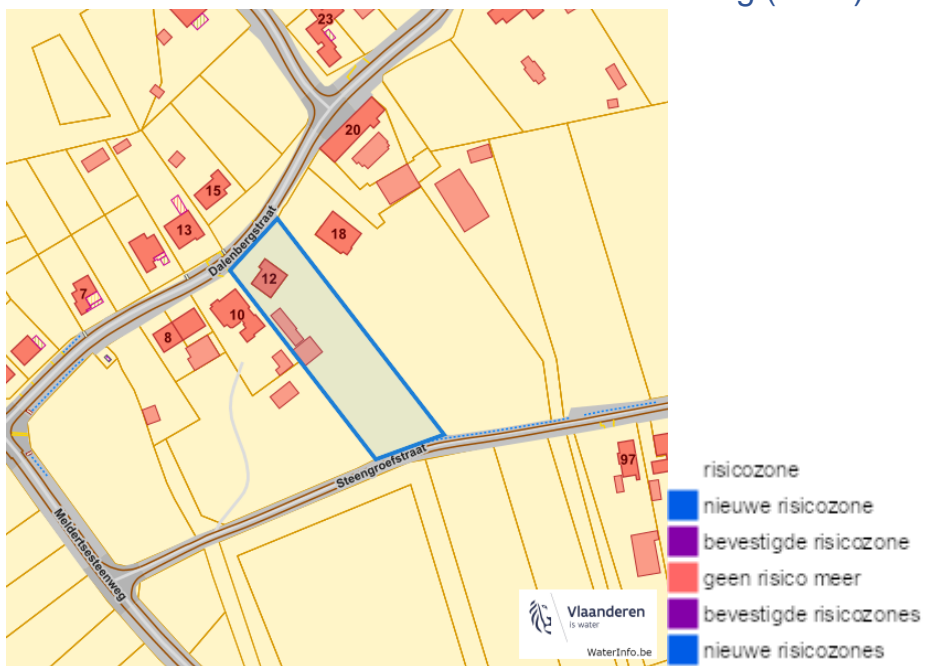 23
20
15
13
Dalenbergstraat
18
12
7
10
8
Steengroefstraat
97
Meldertsesteenweg
Vlaanderen
is water
WaterInfo.be
risicozone
nieuwe risicozone
bevestigde risicozone
geen risico meer
bevestigde risicozones
nieuwe risicozones